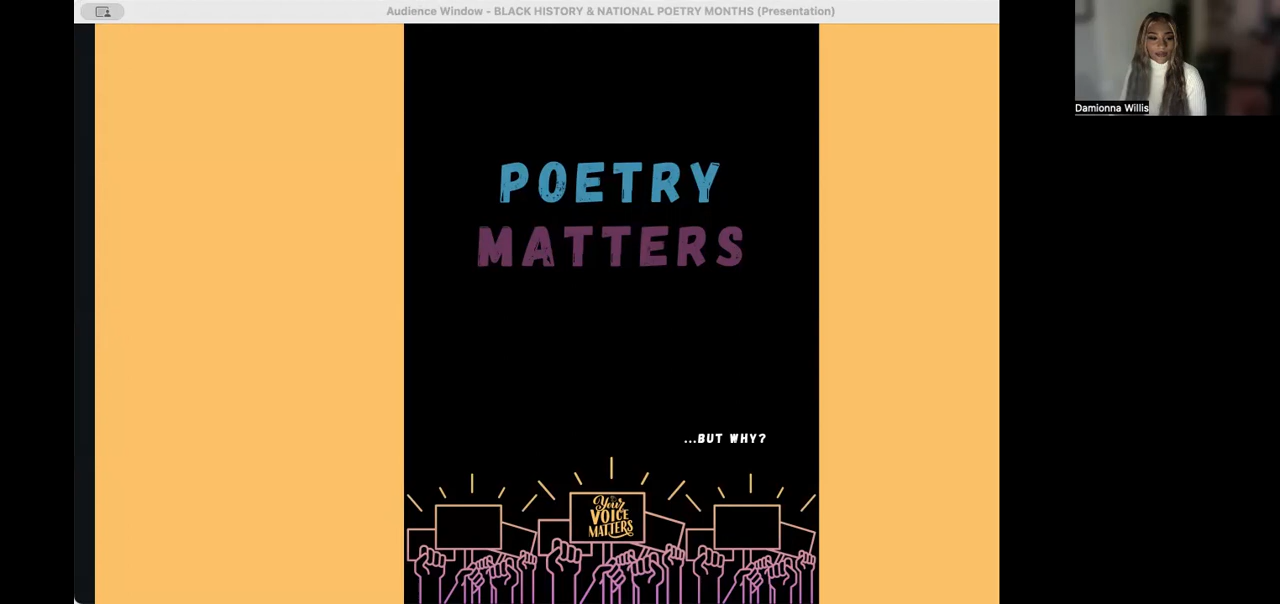 Audience Window - BLACK HISTORY & NATIONAL POETRY MONTHS (Presentation)
POETRY
MATTERS
...BUT WHY?
Your
VOICE
MATTERS
Damionna Willis